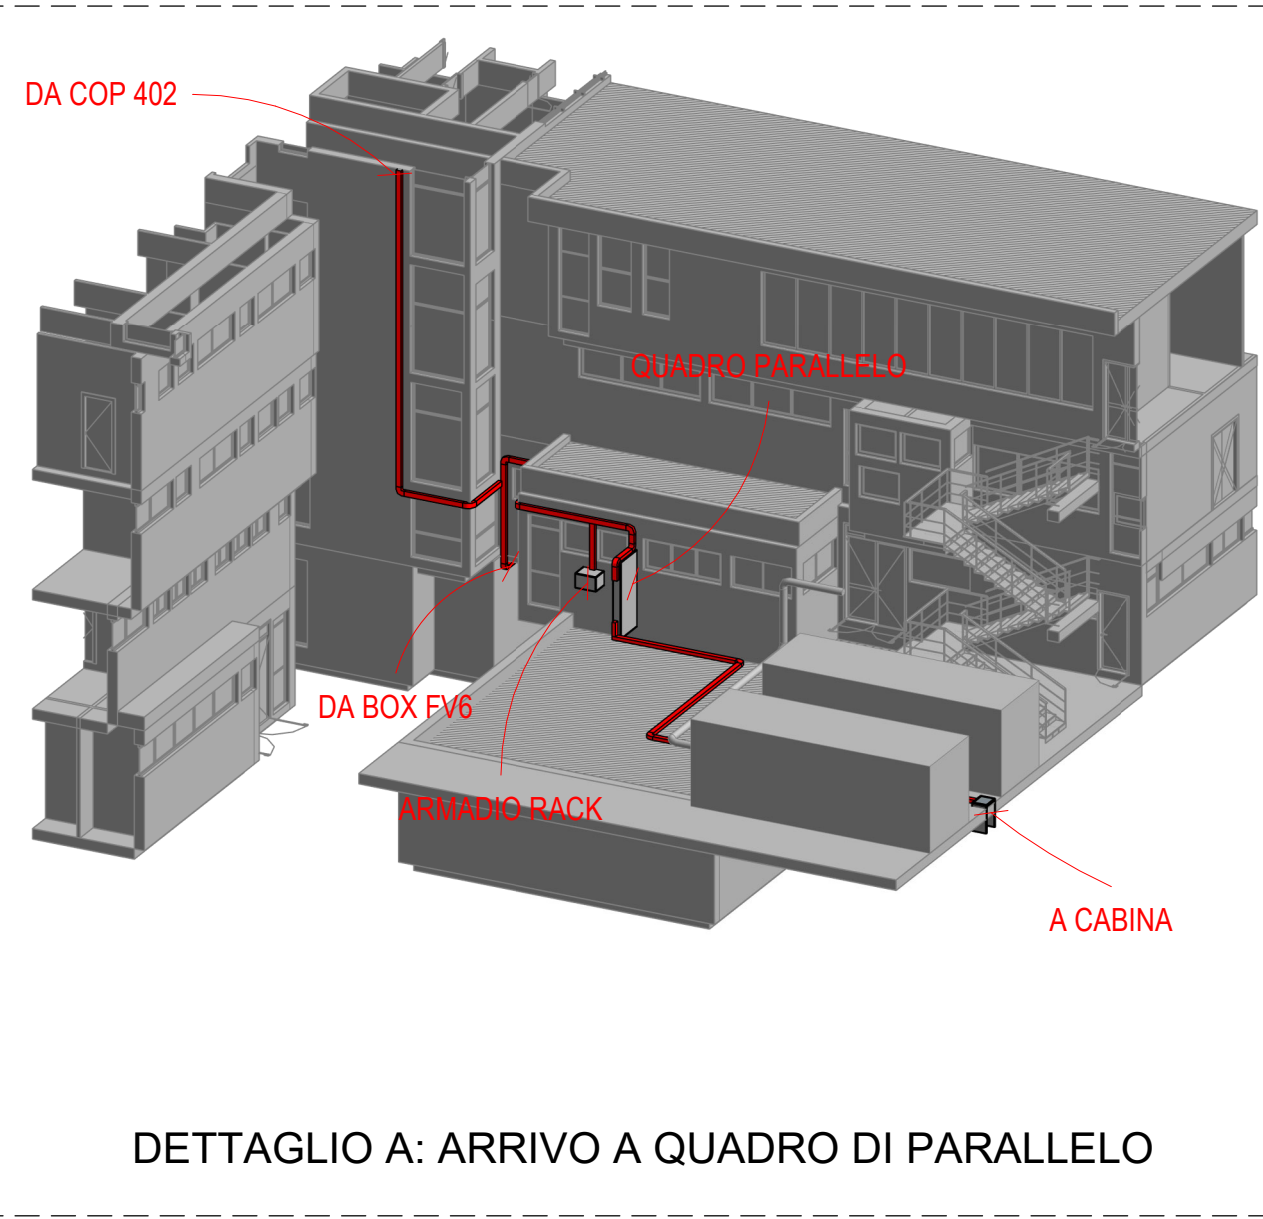 DA COP 402
QUADRO PARALLELO
DA BOX FV6
ARMADIO RACK
A CABINA
DETTAGLIO A: ARRIVO A QUADRO DI PARALLELO